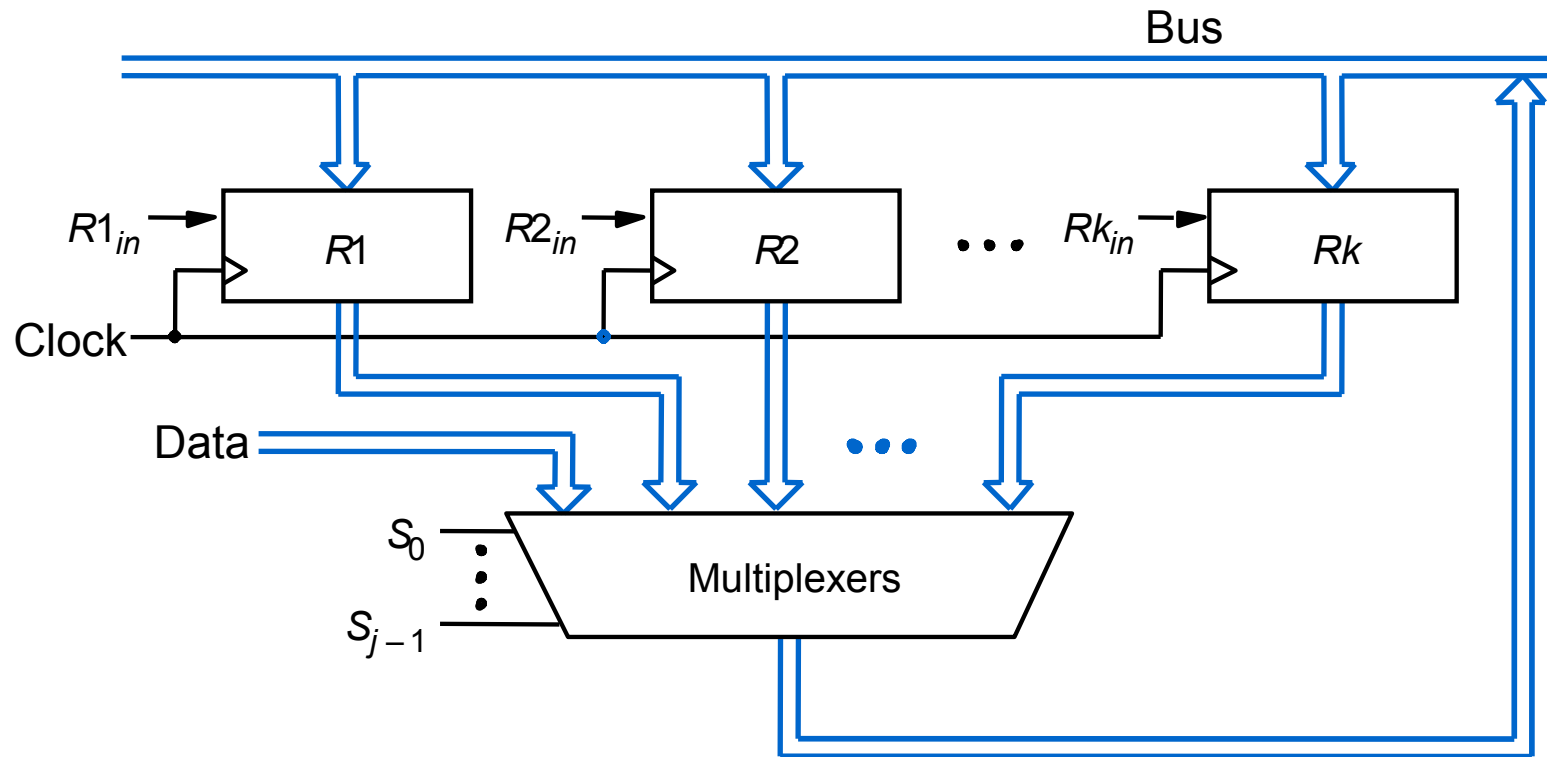 Bus
R1in
R1
R2in
R2
Rkin
Rk
Clock
Data
S0
Multiplexers
Sj – 1